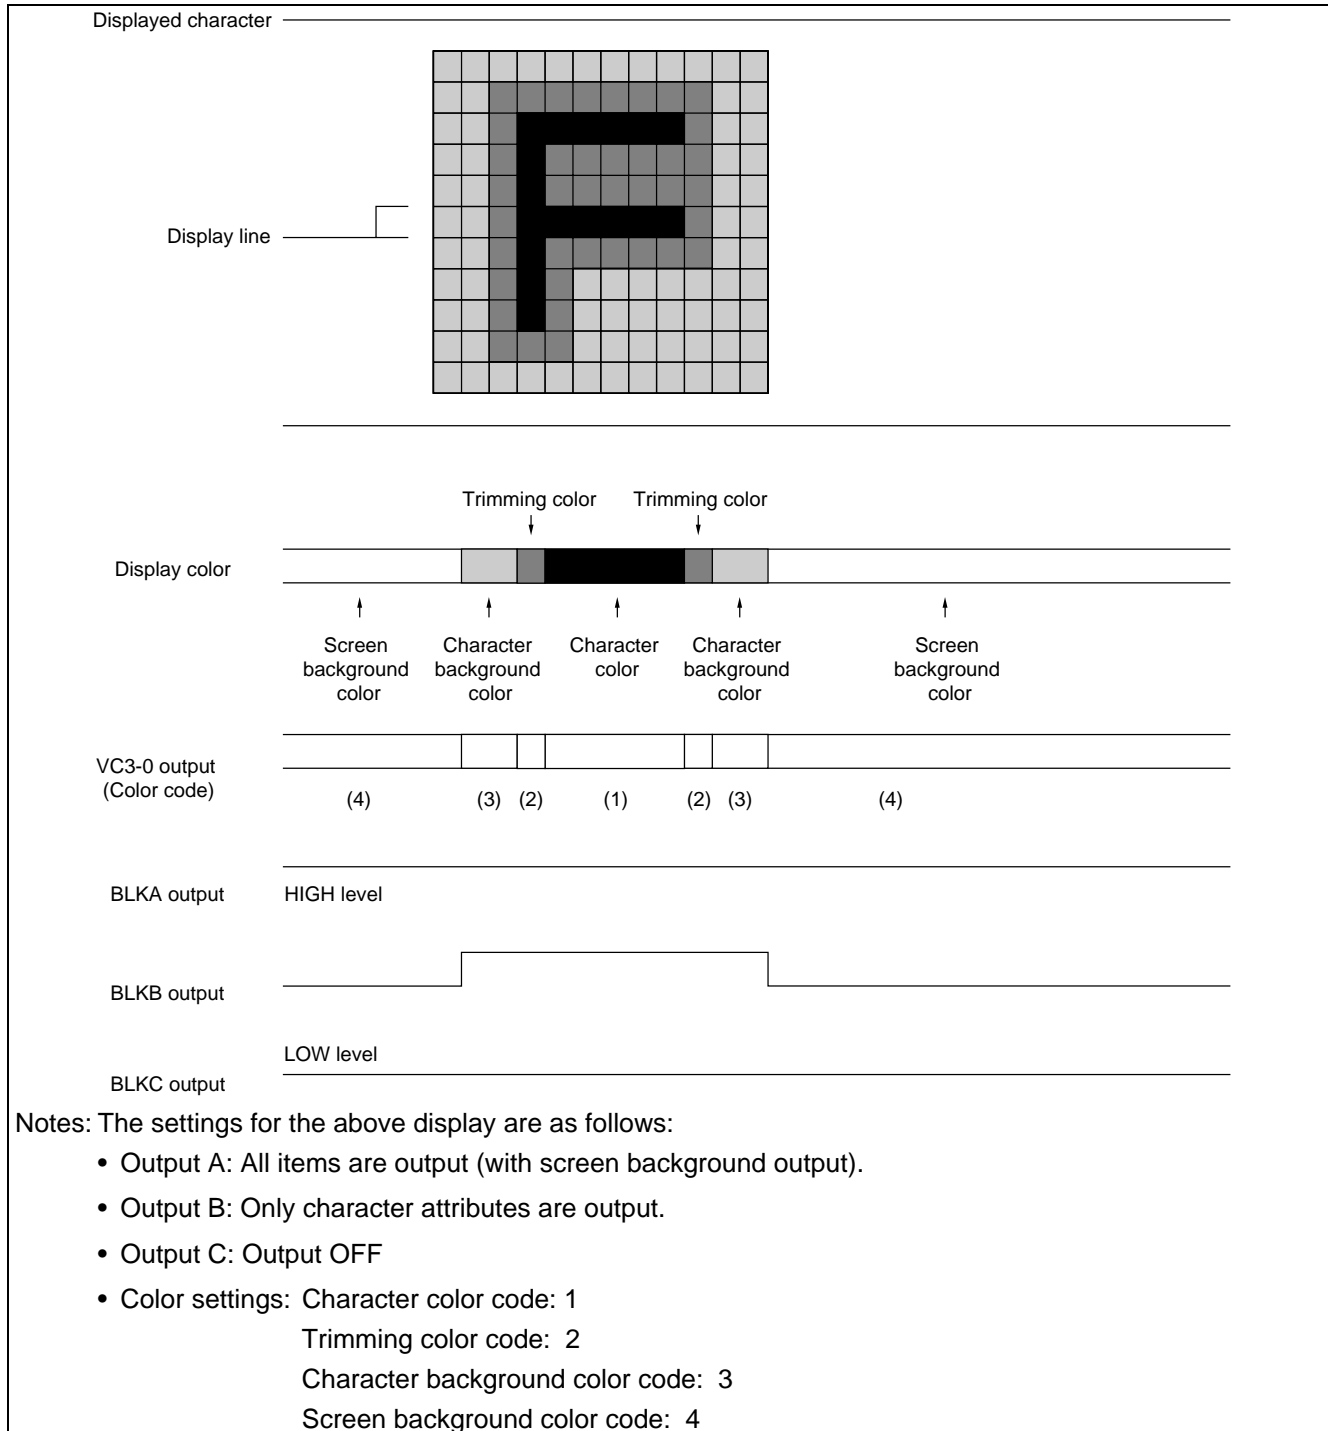 Displayed character
Display line
Trimming color Trimming color
Display color
Screen background color
Character background color
Character color
Character background color
Screen background color
VC3-0 output
(Color code)
(4) (3) (2) (1) (2) (3) (4)
BLKA output HIGH level
BLKB output
LOW level
BLKC output
Notes: The settings for the above display are as follows:
• Output A: All items are output (with screen background output).
• Output B: Only character attributes are output.
• Output C: Output OFF
• Color settings: Character color code: 1
Trimming color code: 2
Character background color code: 3
Screen background color code: 4